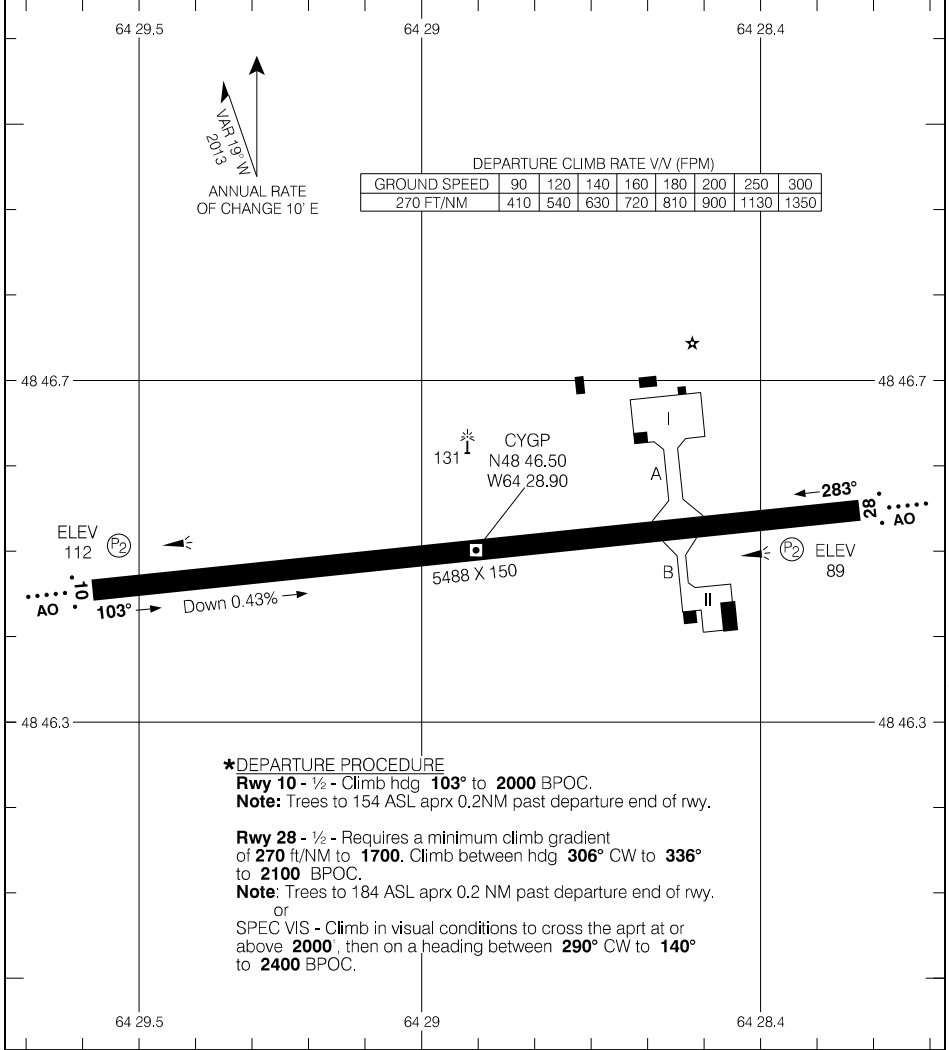 64 29.5 64 29 64 28.4
VAR 19° W
2013
ANNUAL RATE
OF CHANGE 10' E
DEPARTURE CLIMB RATE V/V (FPM)
GROUND SPEED 90 120 140 160 180 200 250 300
270 FT/NM 410 540 630 720 810 900 1130 1350
48 46.7 48 46.7
I
131
CYGP
N48 46.50
W64 28.90
A
283°
28
AO
ELEV
112
P2
P2
ELEV
89
5488 X 150
B
II
10
AO
103°
Down 0.43%
48 46.3 48 46.3
*DEPARTURE PROCEDURE
Rwy 10 - ½ - Climb hdg 103° to 2000 BPOC.
Note: Trees to 154 ASL aprx 0.2NM past departure end of rwy.
Rwy 28 - ½ - Requires a minimum climb gradient
of 270 ft/NM to 1700. Climb between hdg 306° CW to 336°
to 2100 BPOC.
Note: Trees to 184 ASL aprx 0.2 NM past departure end of rwy.
or
SPEC VIS - Climb in visual conditions to cross the aprt at or
above 2000', then on a heading between 290° CW to 140°
to 2400 BPOC.
64 29.5 64 29 64 28.4